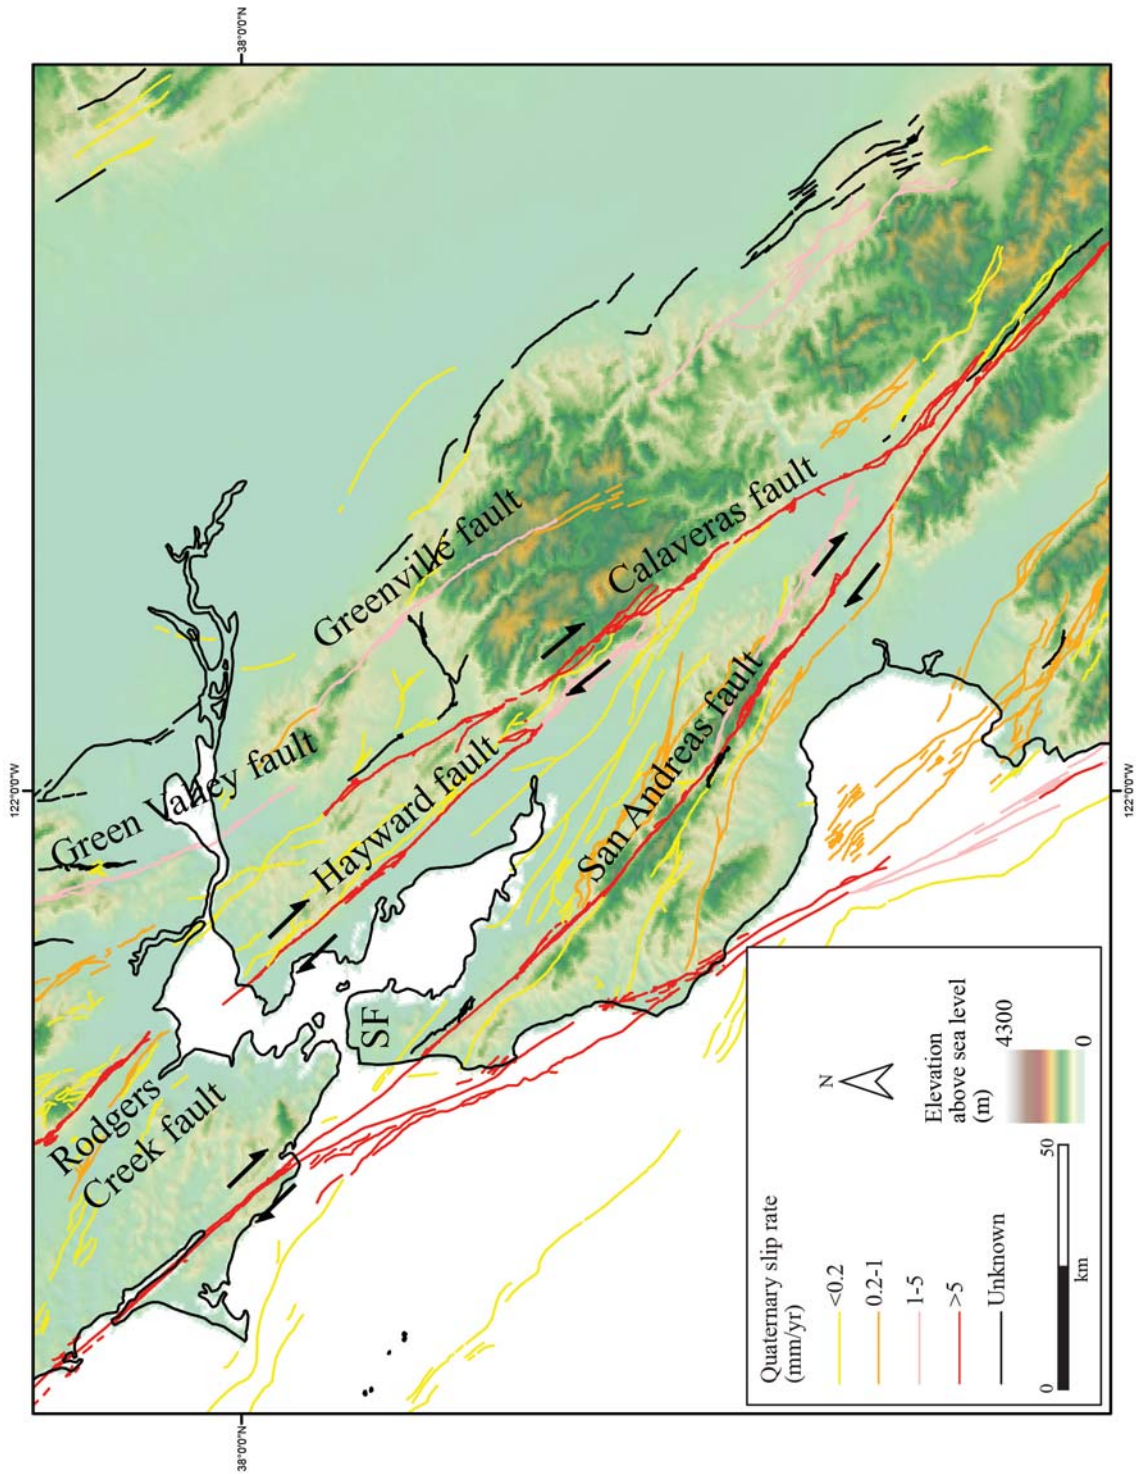 122°0'0"W
38°0'0"N
38°0'0"N
Rodgers
Creek fault
Green Valley fault
Greenville fault
Hayward fault
Calaveras fault
SF
San Andreas fault
Quaternary slip rate
(mm/yr)
<0.2
0.2-1
1-5
>5
Unknown
0
50
km
N
Elevation
above sea level
(m)
4300
0
122°0'0"W